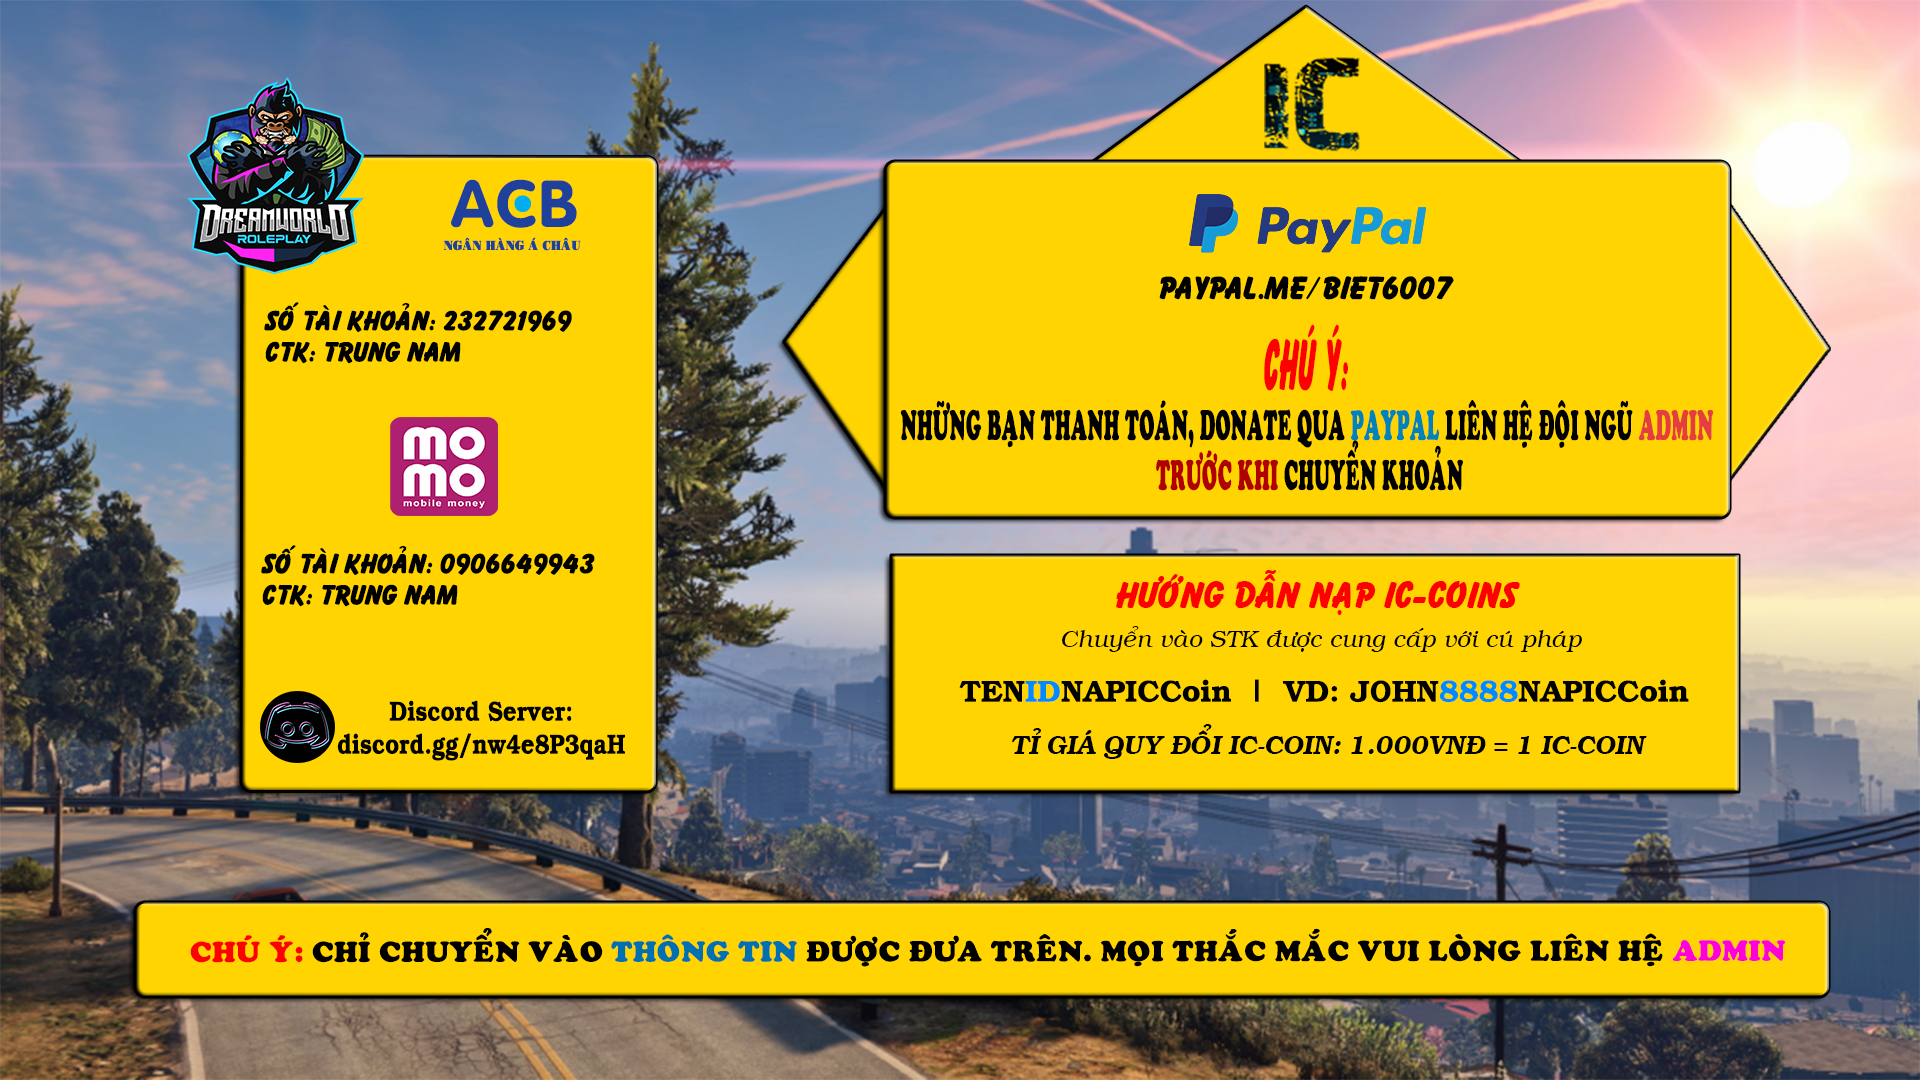 DREAMWORLD
ROLEPLAY
ACB
NGÂN HÀNG Á CHÂU
SỐ TÀI KHOẢN: 232721969
CTK: TRUNG NAM
mo
mo
mobile money
SỐ TÀI KHOẢN: 0906649943
CTK: TRUNG NAM
Discord Server:
discord.gg/nw4e8P3qaH
IC
PayPal
PAYPAL.ME/BIET6007
CHÚ Ý:
NHỮNG BẠN THANH TOÁN, DONATE QUA PAYPAL LIÊN HỆ ĐỘI NGŨ ADMIN
TRƯỚC KHI CHUYỂN KHOẢN
HƯỚNG DẪN NẠP IC-COINS
Chuyển vào STK được cung cấp với cú pháp
TENIDNAPICCoin | VD: JOHN8888NAPICCoin
TỈ GIÁ QUY ĐỔI IC-COIN: 1.000VNĐ = 1 IC-COIN
CHÚ Ý: CHỈ CHUYỂN VÀO THÔNG TIN ĐƯỢC ĐƯA TRÊN. MỌI THẮC MẮC VUI LÒNG LIÊN HỆ ADMIN